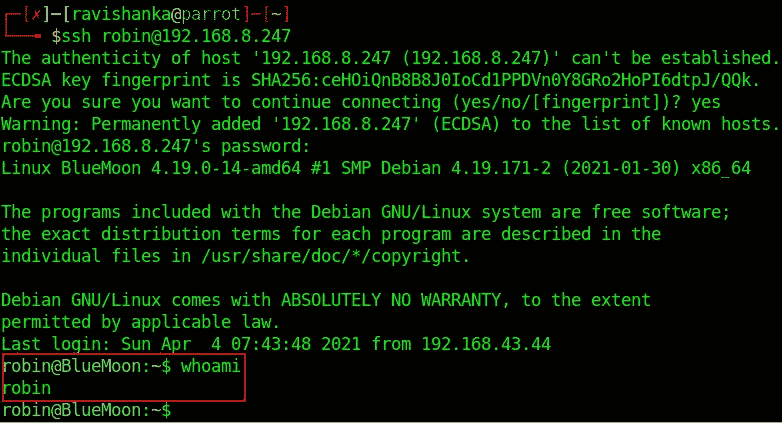 ┌─[✗]─[ravishanka@parrot]─[~]
└──╼ $ssh robin@192.168.8.247
The authenticity of host '192.168.8.247 (192.168.8.247)' can't be established.
ECDSA key fingerprint is SHA256:ceHOiQnB8B8J0IoCd1PPDVn0Y8GRo2HoPI6dtpJ/QQk.
Are you sure you want to continue connecting (yes/no/[fingerprint])? yes
Warning: Permanently added '192.168.8.247' (ECDSA) to the list of known hosts.
robin@192.168.8.247's password:
Linux BlueMoon 4.19.0-14-amd64 #1 SMP Debian 4.19.171-2 (2021-01-30) x86_64
The programs included with the Debian GNU/Linux system are free software;
the exact distribution terms for each program are described in the
individual files in /usr/share/doc/*/copyright.
Debian GNU/Linux comes with ABSOLUTELY NO WARRANTY, to the extent
permitted by applicable law.
Last login: Sun Apr  4 07:43:48 2021 from 192.168.43.44
robin@BlueMoon:~$ whoami
robin
robin@BlueMoon:~$